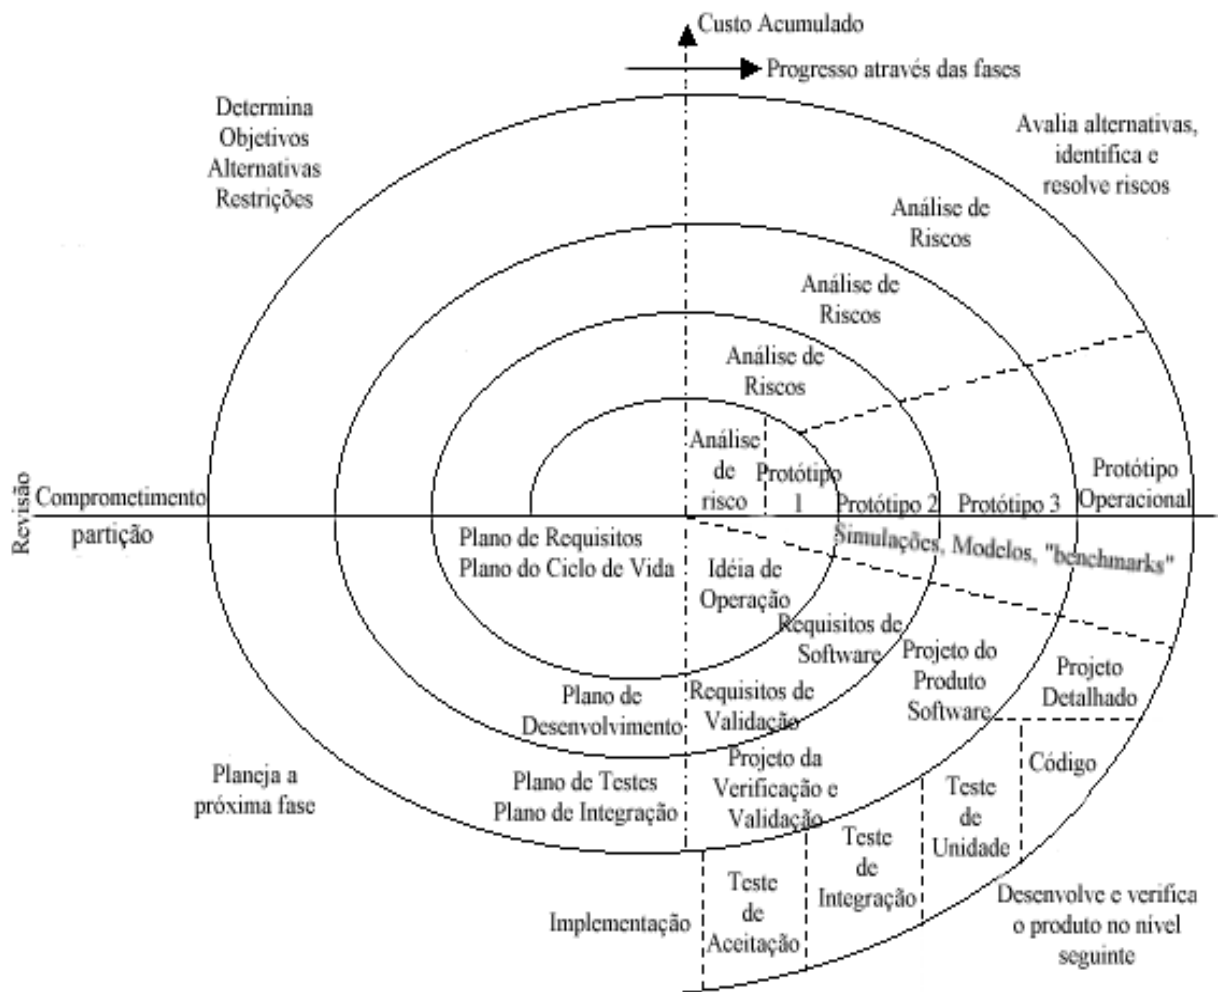 Custo Acumulado
Progresso através das fases
Determina
Objetivos
Alternativas
Restrições
Avalia alternativas,
identifica e
resolve riscos
Análise de
Riscos
Análise de
Riscos
Análise de
Riscos
Análise
de
risco
Protótipo
1
Protótipo 2
Protótipo 3
Protótipo
Operacional
Revisão
Comprometimento
partição
Simulações, Modelos, "benchmarks"
Plano de Requisitos
Plano do Ciclo de Vida
Idéia de
Operação
Requisitos de
Software
Projeto do
Produto
Software
Projeto
Detalhado
Plano de
Desenvolvimento
Requisitos de
Validação
Código
Planeja a
próxima fase
Plano de Testes
Plano de Integração
Projeto da
Verificação e
Validação
Teste
de
Unidade
Teste
de
Integração
Teste
de
Aceitação
Implementação
Desenvolve e verifica
o produto no nível
seguinte